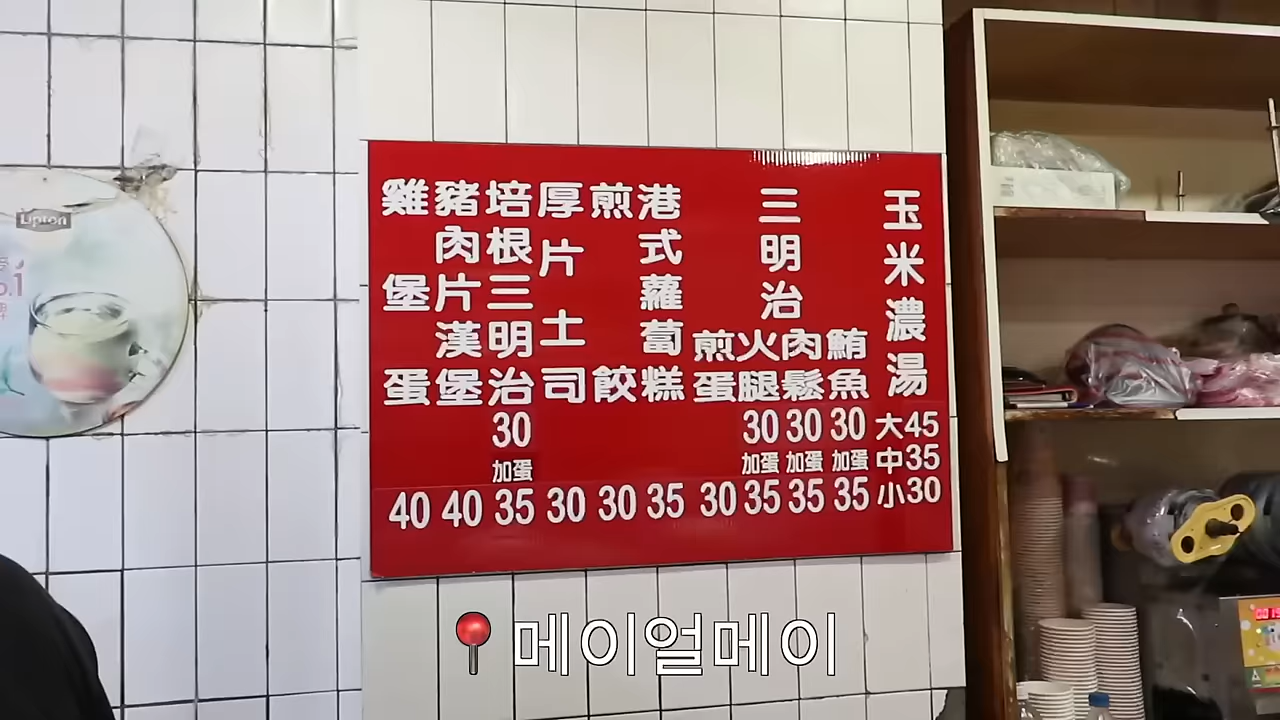 玉米濃湯
大45
中35
小30
三明治
鮪魚
30
加蛋
35
肉鬆
30
加蛋
35
火腿
30
加蛋
35
煎蛋
30
港式蘿蔔糕
35
煎餃
30
厚片土司
30
培根三明治
30
加蛋
35
豬肉片漢堡
40
雞堡蛋
40
Lipton
메이얼메이